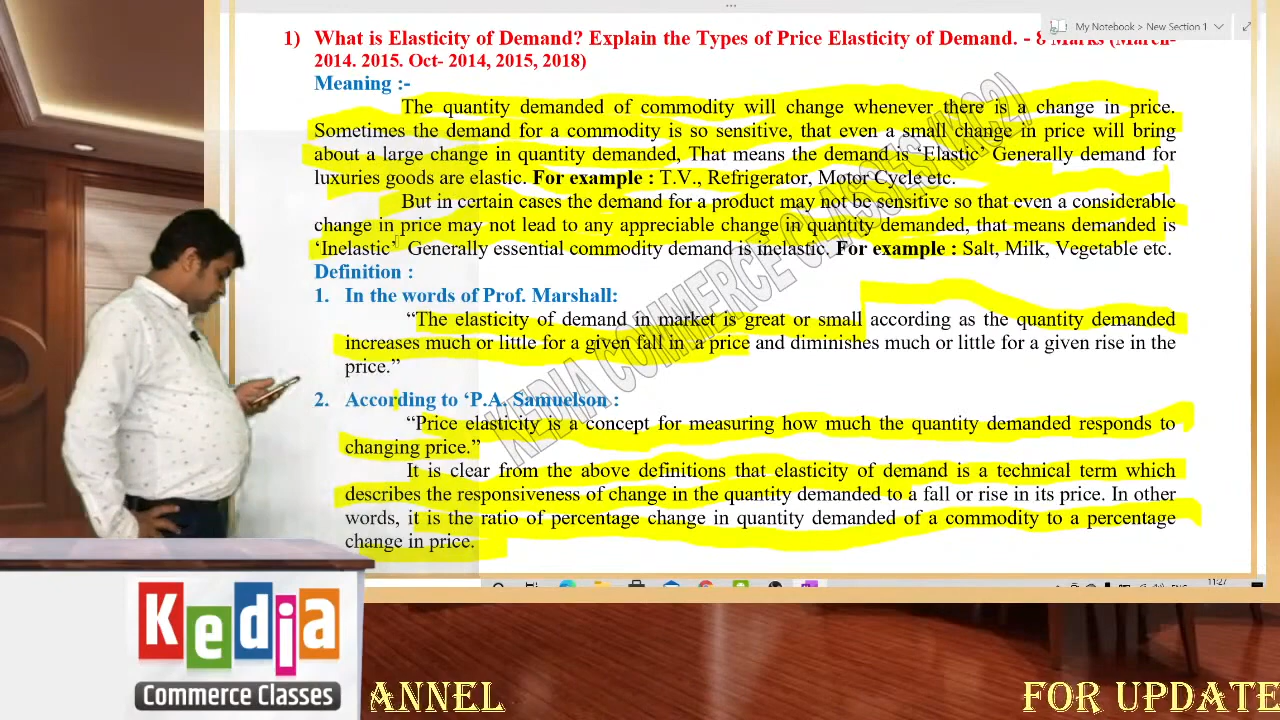 My Notebook > New Section 1
1) What is Elasticity of Demand? Explain the Types of Price Elasticity of Demand. - 8 Marks (March-
2014. 2015. Oct- 2014, 2015, 2018)
Meaning :-
The quantity demanded of commodity will change whenever there is a change in price.
Sometimes the demand for a commodity is so sensitive, that even a small change in price will bring
about a large change in quantity demanded, That means the demand is ‘Elastic’ Generally demand for
luxuries goods are elastic. For example : T.V., Refrigerator, Motor Cycle etc.
But in certain cases the demand for a product may not be sensitive so that even a considerable
change in price may not lead to any appreciable change in quantity demanded, that means demanded is
‘Inelastic’ Generally essential commodity demand is inelastic. For example : Salt, Milk, Vegetable etc.
Definition :
1. In the words of Prof. Marshall:
“The elasticity of demand in market is great or small according as the quantity demanded
increases much or little for a given fall in a price and diminishes much or little for a given rise in the
price.”
2. According to ‘P.A. Samuelson :
“Price elasticity is a concept for measuring how much the quantity demanded responds to
changing price.”
It is clear from the above definitions that elasticity of demand is a technical term which
describes the responsiveness of change in the quantity demanded to a fall or rise in its price. In other
words, it is the ratio of percentage change in quantity demanded of a commodity to a percentage
change in price.
KEDIA COMMERCE CLASSES (KC2)
11:27
Kedia
Commerce Classes
ANNEL FOR UPDATE